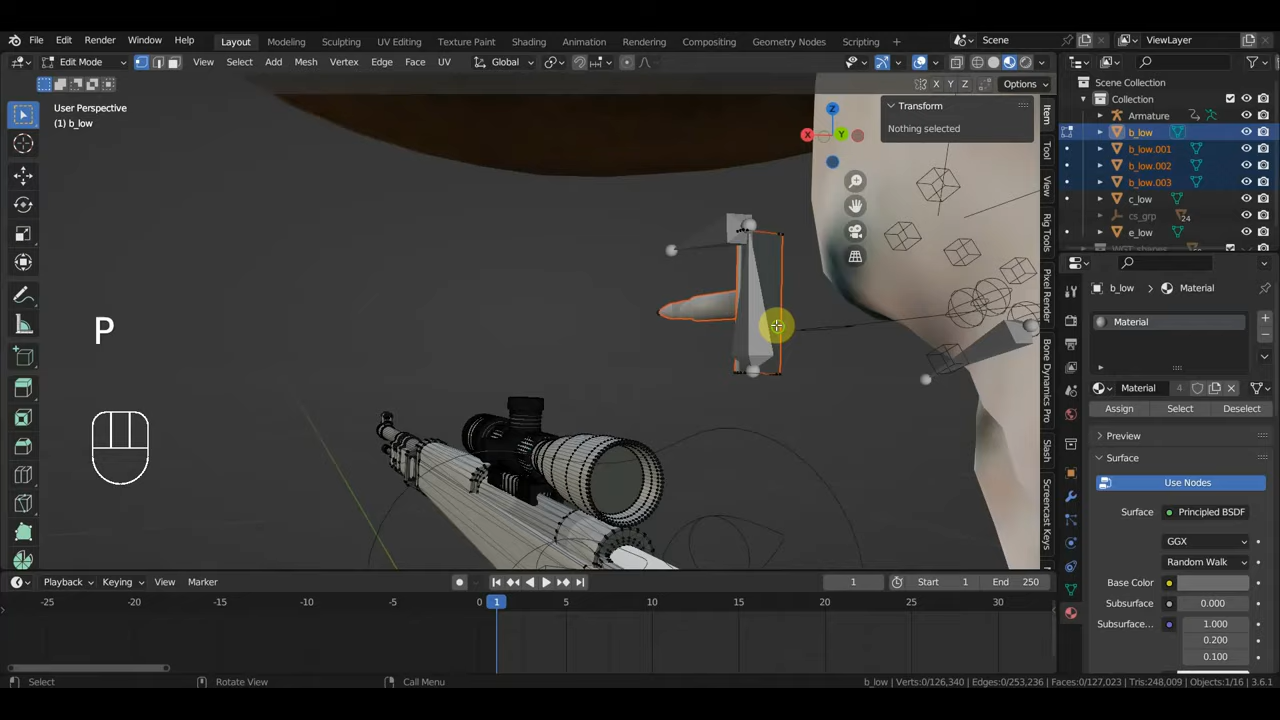 File Edit Render Window Help Layout Modeling Sculpting UV Editing Texture Paint Shading Animation Rendering Compositing Geometry Nodes Scripting + Scene ViewLayer
Edit Mode View Select Add Mesh Vertex Edge Face UV Global
X Y Z Options
Scene Collection
Collection
Armature
b_low
b_low.001
b_low.002
b_low.003
c_low
cs_grp 24
e_low
User Perspective
(1) b_low
Transform
Nothing selected
Z
X Y
Item
Tool
View
Rig Tools
Pixel Render
Bone Dynamics Pro
Slash
Screencast Keys
P
b_low > Material
Material
Material 4
Assign Select Deselect
Preview
Surface
Use Nodes
Surface Principled BSDF
GGX
Random Walk
Base Color
Subsurface 0.000
Subsurface... 1.000
0.200
0.100
Playback Keying View Marker 1 Start 1 End 250
-25 -20 -15 -10 -5 0 1 5 10 15 20 25 30
Select Rotate View Call Menu b_low | Verts:0/126,340 | Edges:0/253,236 | Faces:0/127,023 | Tris:248,009 | Objects:1/16 | 3.6.1